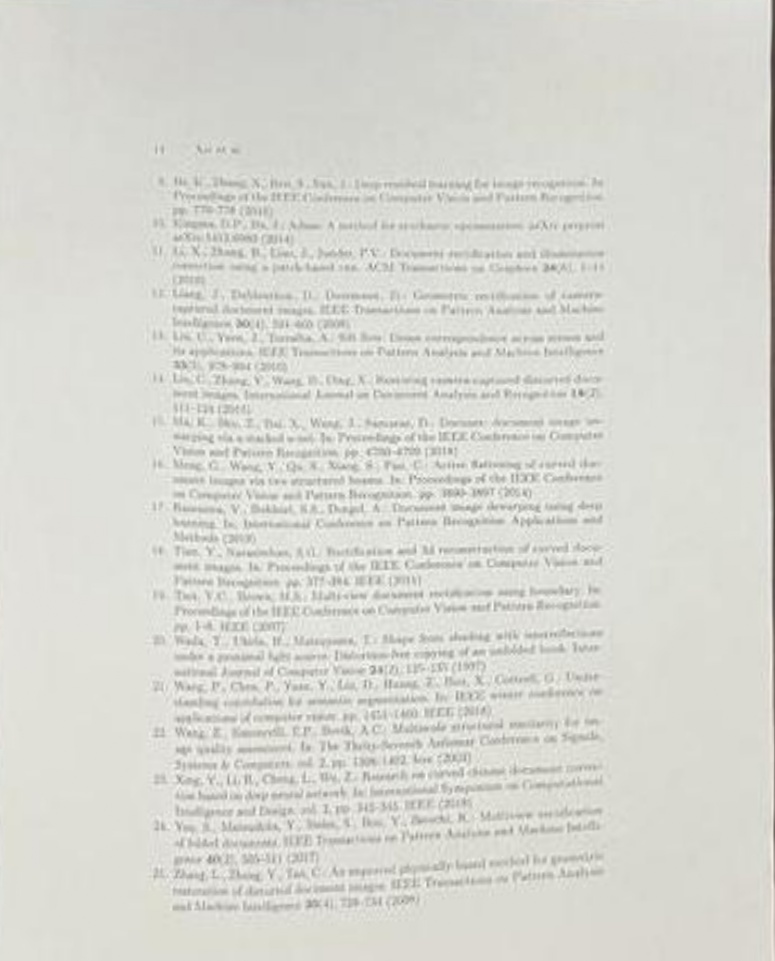 14 Xie et al.
9. He, K., Zhang, X., Ren, S., Sun, J.: Deep residual learning for image recognition. In:
Proceedings of the IEEE Conference on Computer Vision and Pattern Recognition.
pp. 770–778 (2016)
10. Kingma, D.P., Ba, J.: Adam: A method for stochastic optimization. arXiv preprint
arXiv:1412.6980 (2014)
11. Li, X., Zhang, B., Liao, J., Sander, P.V.: Document rectification and illumination
correction using a patch-based cnn. ACM Transactions on Graphics 38(6), 1–11
(2019)
12. Liang, J., DeMenthon, D., Doermann, D.: Geometric rectification of camera-
captured document images. IEEE Transactions on Pattern Analysis and Machine
Intelligence 30(4), 591–605 (2008)
13. Liu, C., Yuen, J., Torralba, A.: Sift flow: Dense correspondence across scenes and
its applications. IEEE Transactions on Pattern Analysis and Machine Intelligence
33(5), 978–994 (2010)
14. Liu, C., Zhang, Y., Wang, B., Ding, X.: Restoring camera-captured distorted docu-
ment images. International Journal on Document Analysis and Recognition 18(2),
111–124 (2015)
15. Ma, K., Shu, Z., Bai, X., Wang, J., Samaras, D.: Docunet: document image un-
warping via a stacked u-net. In: Proceedings of the IEEE Conference on Computer
Vision and Pattern Recognition. pp. 4700–4709 (2018)
16. Meng, G., Wang, Y., Qu, S., Xiang, S., Pan, C.: Active flattening of curved doc-
ument images via two structured beams. In: Proceedings of the IEEE Conference
on Computer Vision and Pattern Recognition. pp. 3890–3897 (2014)
17. Ramanna, V., Bukhari, S.S., Dengel, A.: Document image dewarping using deep
learning. In: International Conference on Pattern Recognition Applications and
Methods (2019)
18. Tian, Y., Narasimhan, S.G.: Rectification and 3d reconstruction of curved docu-
ment images. In: Proceedings of the IEEE Conference on Computer Vision and
Pattern Recognition. pp. 377–384. IEEE (2011)
19. Tsoi, Y.C., Brown, M.S.: Multi-view document rectification using boundary. In:
Proceedings of the IEEE Conference on Computer Vision and Pattern Recognition.
pp. 1–8. IEEE (2007)
20. Wada, T., Ukida, H., Matsuyama, T.: Shape from shading with interreflections
under a proximal light source: Distortion-free copying of an unfolded book. Inter-
national Journal of Computer Vision 24(2), 125–135 (1997)
21. Wang, P., Chen, P., Yuan, Y., Liu, D., Huang, Z., Hou, X., Cottrell, G.: Under-
standing convolution for semantic segmentation. In: IEEE winter conference on
applications of computer vision. pp. 1451–1460. IEEE (2018)
22. Wang, Z., Simoncelli, E.P., Bovik, A.C.: Multiscale structural similarity for im-
age quality assessment. In: The Thrity-Seventh Asilomar Conference on Signals,
Systems & Computers. vol. 2, pp. 1398–1402. Ieee (2003)
23. Xing, Y., Li, R., Cheng, L., Wu, Z.: Research on curved chinese document correc-
tion based on deep neural network. In: International Symposium on Computational
Intelligence and Design. vol. 2, pp. 342–345. IEEE (2018)
24. You, S., Matsushita, Y., Sinha, S., Bou, Y., Ikeuchi, K.: Multiview rectification
of folded documents. IEEE Transactions on Pattern Analysis and Machine Intelli-
gence 40(2), 505–511 (2017)
25. Zhang, L., Zhang, Y., Tan, C.: An improved physically-based method for geometric
restoration of distorted document images. IEEE Transactions on Pattern Analysis
and Machine Intelligence 30(4), 728–734 (2008)